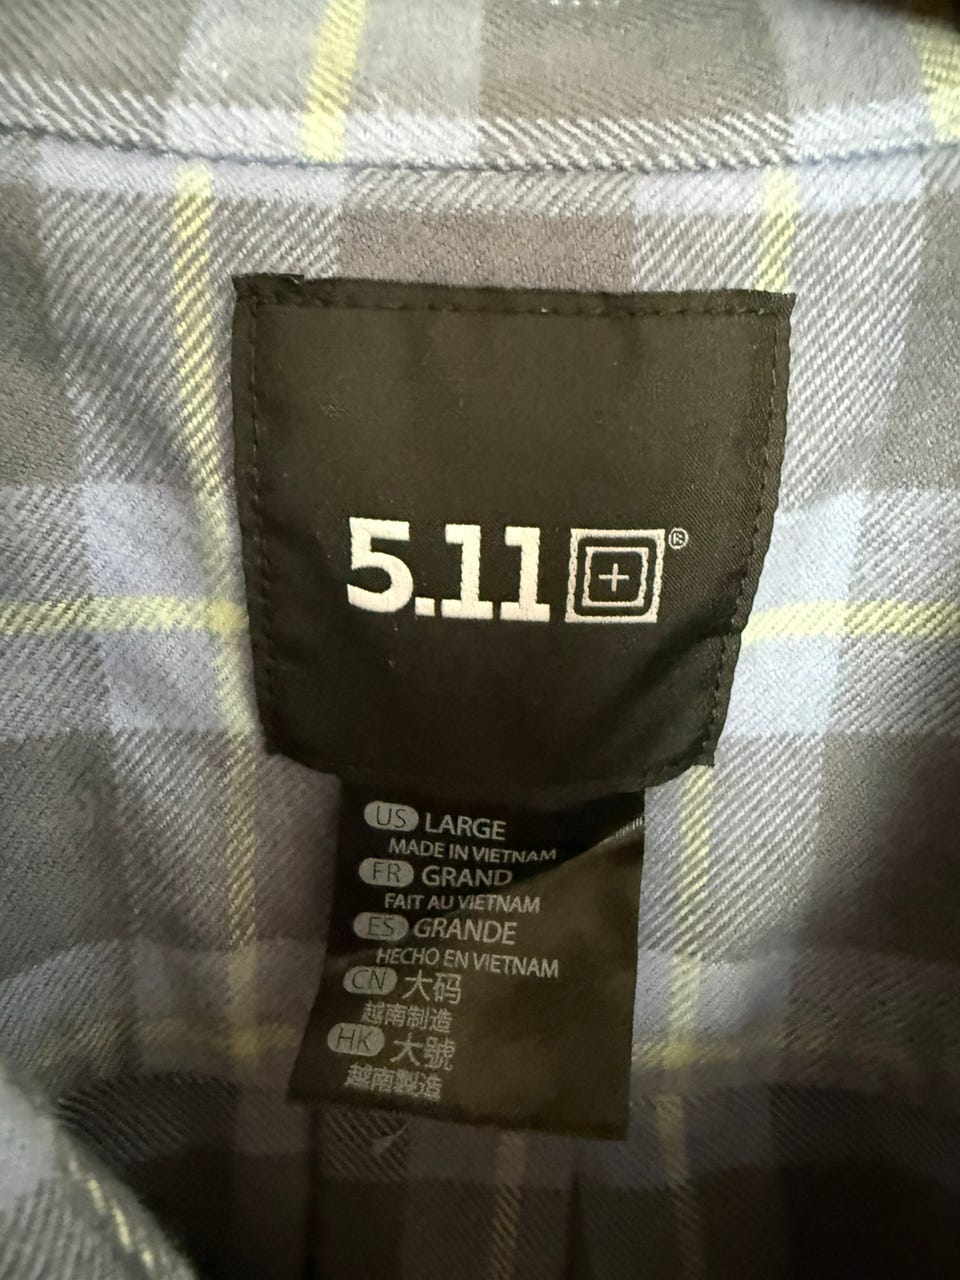 5.11®
US LARGE
MADE IN VIETNAM
FR GRAND
FAIT AU VIETNAM
ES GRANDE
HECHO EN VIETNAM
CN 大码
越南制造
HK 大號
越南製造